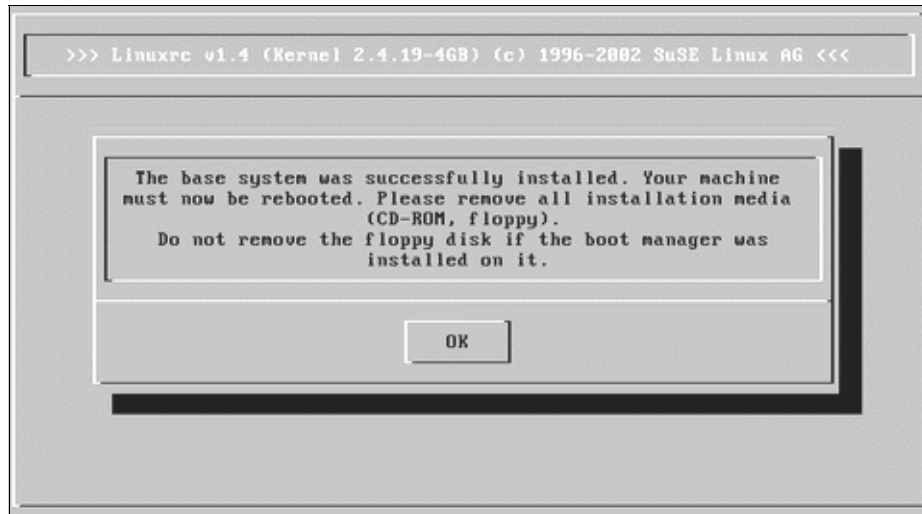 >>> Linuxrc v1.4 (Kernel 2.4.19-4GB) (c) 1996-2002 SuSE Linux AG <<<
The base system was successfully installed. Your machine
must now be rebooted. Please remove all installation media
(CD-ROM, floppy).
Do not remove the floppy disk if the boot manager was
installed on it.
OK